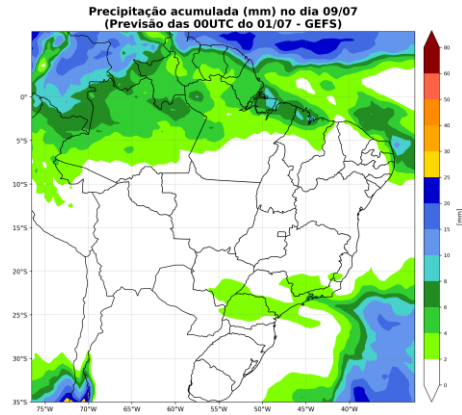 Precipitação acumulada (mm) no dia 09/07
(Previsão das 00UTC do 01/07 - GEFS)
0°
5°S
10°S
15°S
20°S
25°S
30°S
35°S
75°W 70°W 65°W 60°W 55°W 50°W 45°W 40°W
80
60
50
40
30
25
20
15
10
8
6
4
2
0
[mm]